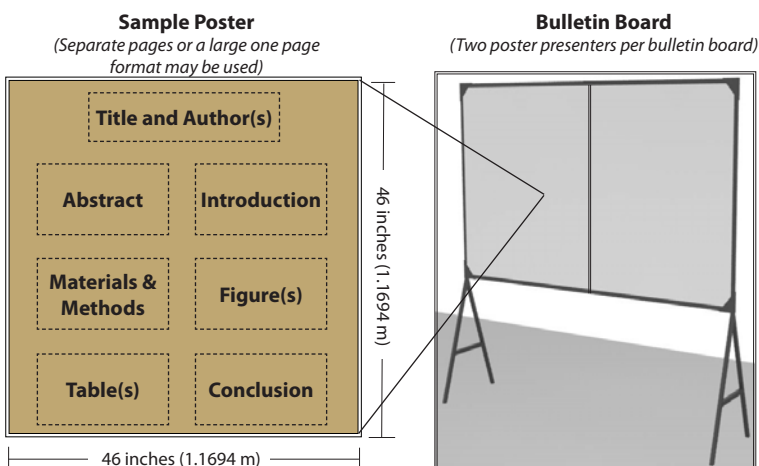 Sample Poster
(Separate pages or a large one page
format may be used)
Title and Author(s)
Abstract
Introduction
Materials &
Methods
Figure(s)
Table(s)
Conclusion
46 inches (1.1694 m)
46 inches (1.1694 m)
Bulletin Board
(Two poster presenters per bulletin board)